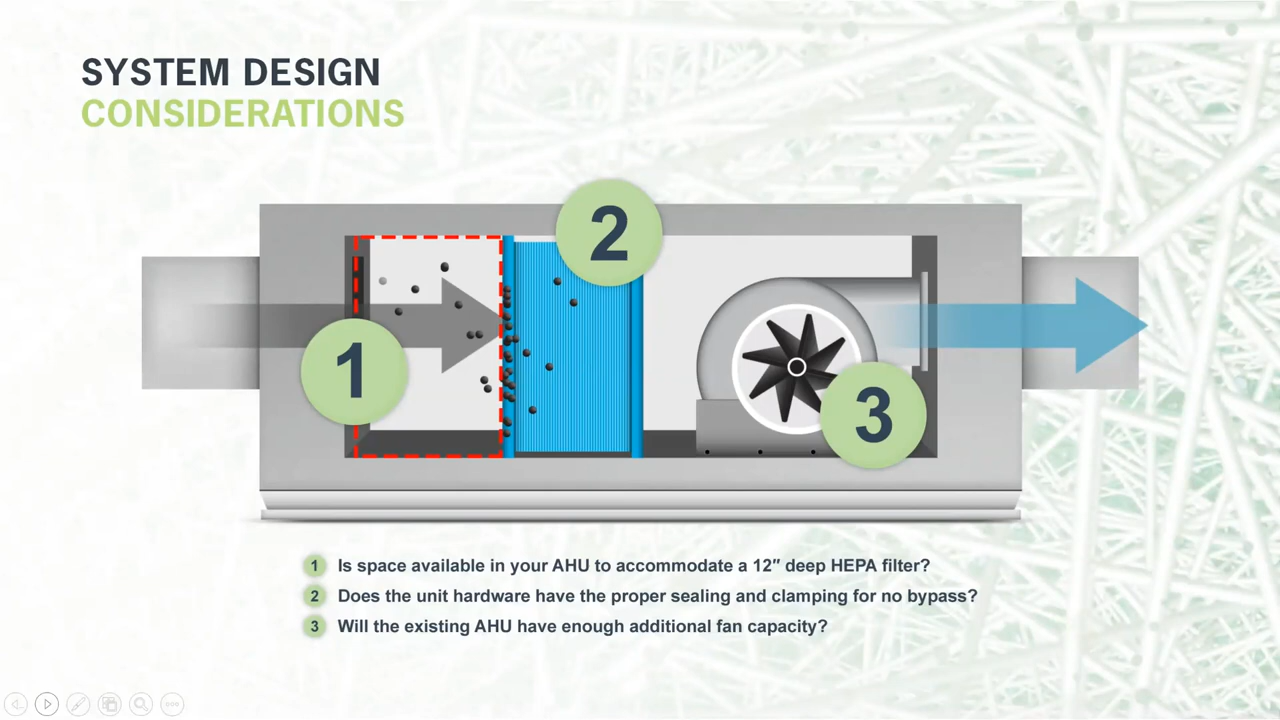 SYSTEM DESIGN
CONSIDERATIONS
1
2
3
1 Is space available in your AHU to accommodate a 12″ deep HEPA filter?
2 Does the unit hardware have the proper sealing and clamping for no bypass?
3 Will the existing AHU have enough additional fan capacity?